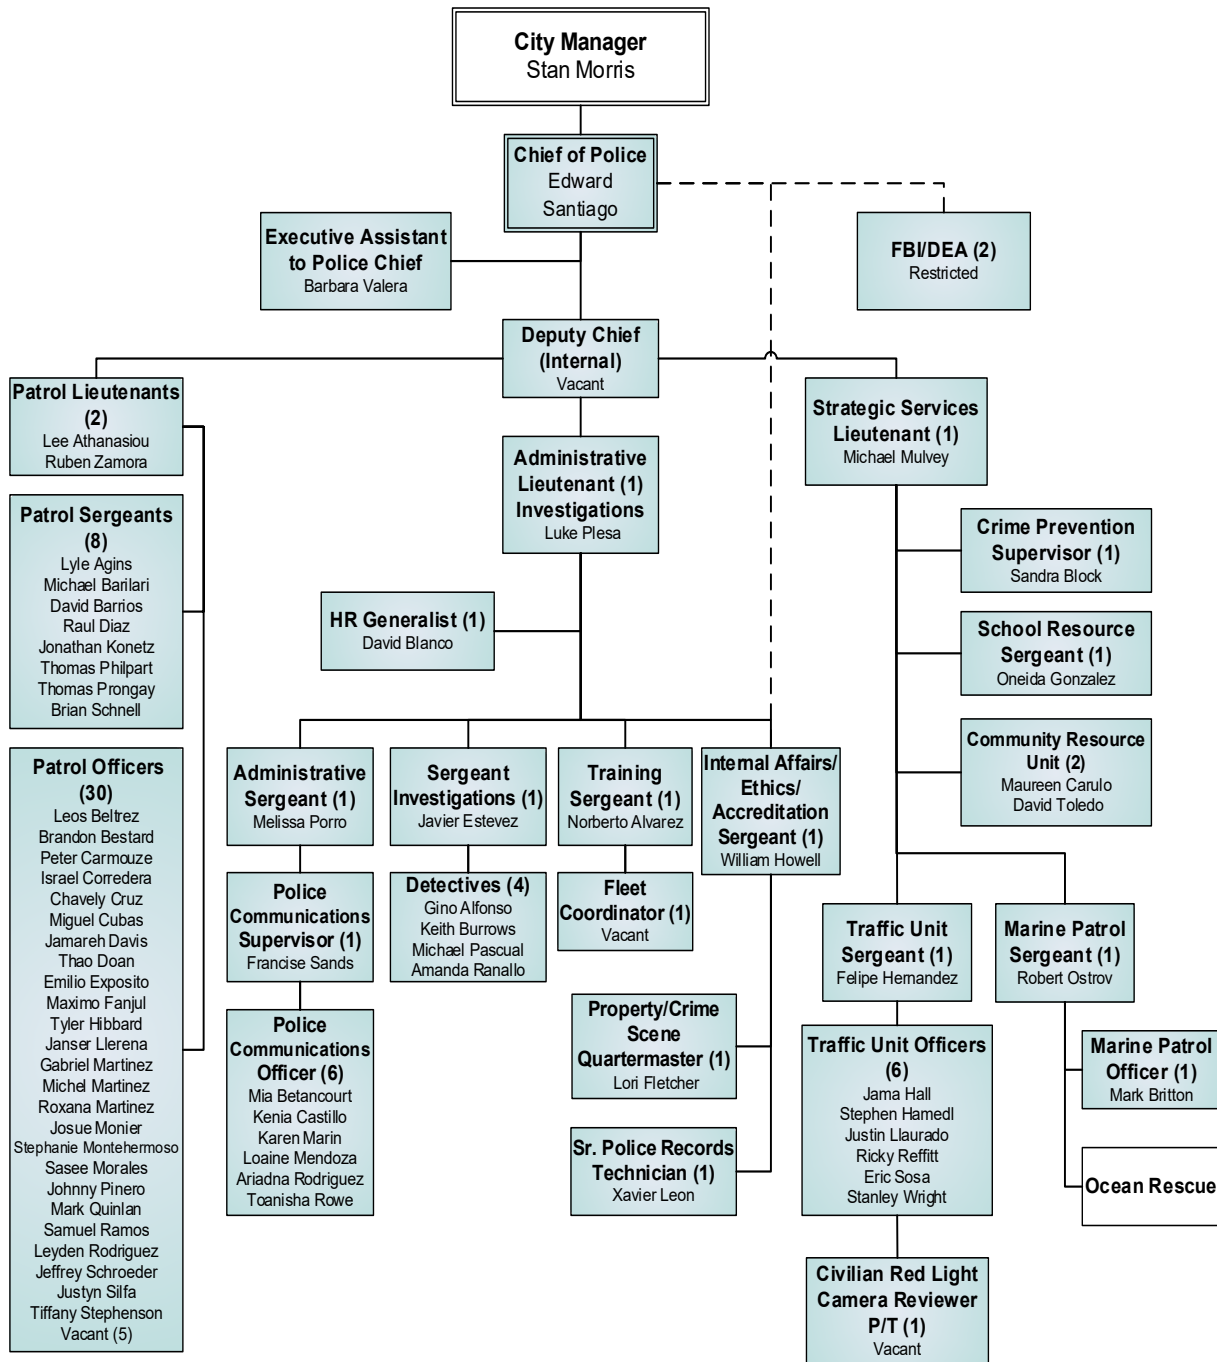 City Manager
Stan Morris
Chief of Police
Edward
Santiago
Executive Assistant
to Police Chief
Barbara Valera
FBI/DEA (2)
Restricted
Deputy Chief
(Internal)
Vacant
Patrol Lieutenants
(2)
Lee Athanasiou
Ruben Zamora
Strategic Services
Lieutenant (1)
Michael Mulvey
Administrative
Lieutenant (1)
Investigations
Luke Plesa
Patrol Sergeants
(8)
Lyle Agins
Michael Barilari
David Barrios
Raul Diaz
Jonathan Konetz
Thomas Philpart
Thomas Prongay
Brian Schnell
Crime Prevention
Supervisor (1)
Sandra Block
HR Generalist (1)
David Blanco
School Resource
Sergeant (1)
Oneida Gonzalez
Community Resource
Unit (2)
Maureen Carulo
David Toledo
Patrol Officers
(30)
Leos Beltrez
Brandon Bestard
Peter Carmouze
Israel Corredera
Chavely Cruz
Miguel Cubas
Jamareh Davis
Thao Doan
Emilio Exposito
Maximo Fanjul
Tyler Hibbard
Janser Llerena
Gabriel Martinez
Michel Martinez
Roxana Martinez
Josue Monier
Stephanie Montehermoso
Sasee Morales
Johnny Pinero
Mark Quinlan
Samuel Ramos
Leyden Rodriguez
Jeffrey Schroeder
Justyn Silfa
Tiffany Stephenson
Vacant (5)
Administrative
Sergeant (1)
Melissa Porro
Sergeant
Investigations (1)
Javier Estevez
Training
Sergeant (1)
Norberto Alvarez
Internal Affairs/
Ethics/
Accreditation
Sergeant (1)
William Howell
Police
Communications
Supervisor (1)
Francise Sands
Detectives (4)
Gino Alfonso
Keith Burrows
Michael Pascual
Amanda Ranallo
Fleet
Coordinator (1)
Vacant
Traffic Unit
Sergeant (1)
Felipe Hernandez
Marine Patrol
Sergeant (1)
Robert Ostrov
Police
Communications
Officer (6)
Mia Betancourt
Kenia Castillo
Karen Marin
Loaine Mendoza
Ariadna Rodriguez
Toanisha Rowe
Property/Crime
Scene
Quartermaster (1)
Lori Fletcher
Traffic Unit Officers
(6)
Jama Hall
Stephen Hamedl
Justin Llaurado
Ricky Reffitt
Eric Sosa
Stanley Wright
Marine Patrol
Officer (1)
Mark Britton
Sr. Police Records
Technician (1)
Xavier Leon
Ocean Rescue
Civilian Red Light
Camera Reviewer
P/T (1)
Vacant